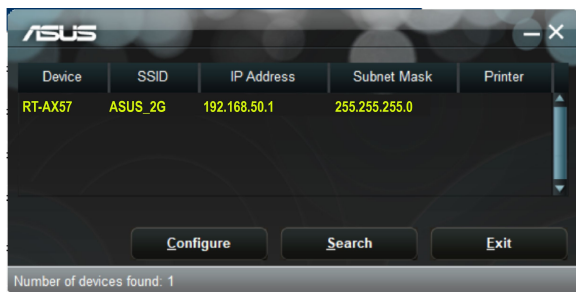 ASUS
Device SSID IP Address Subnet Mask Printer
RT-AX57 ASUS_2G 192.168.50.1 255.255.255.0
Configure Search Exit
Number of devices found: 1